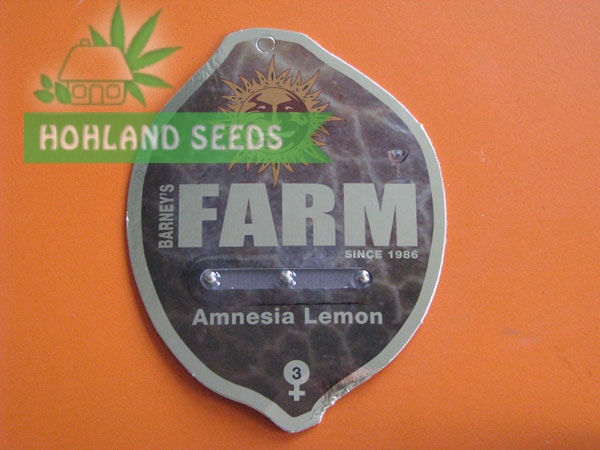 HOHLAND SEEDS
BARNEY'S
FARM
SINCE 1986
Amnesia Lemon
3